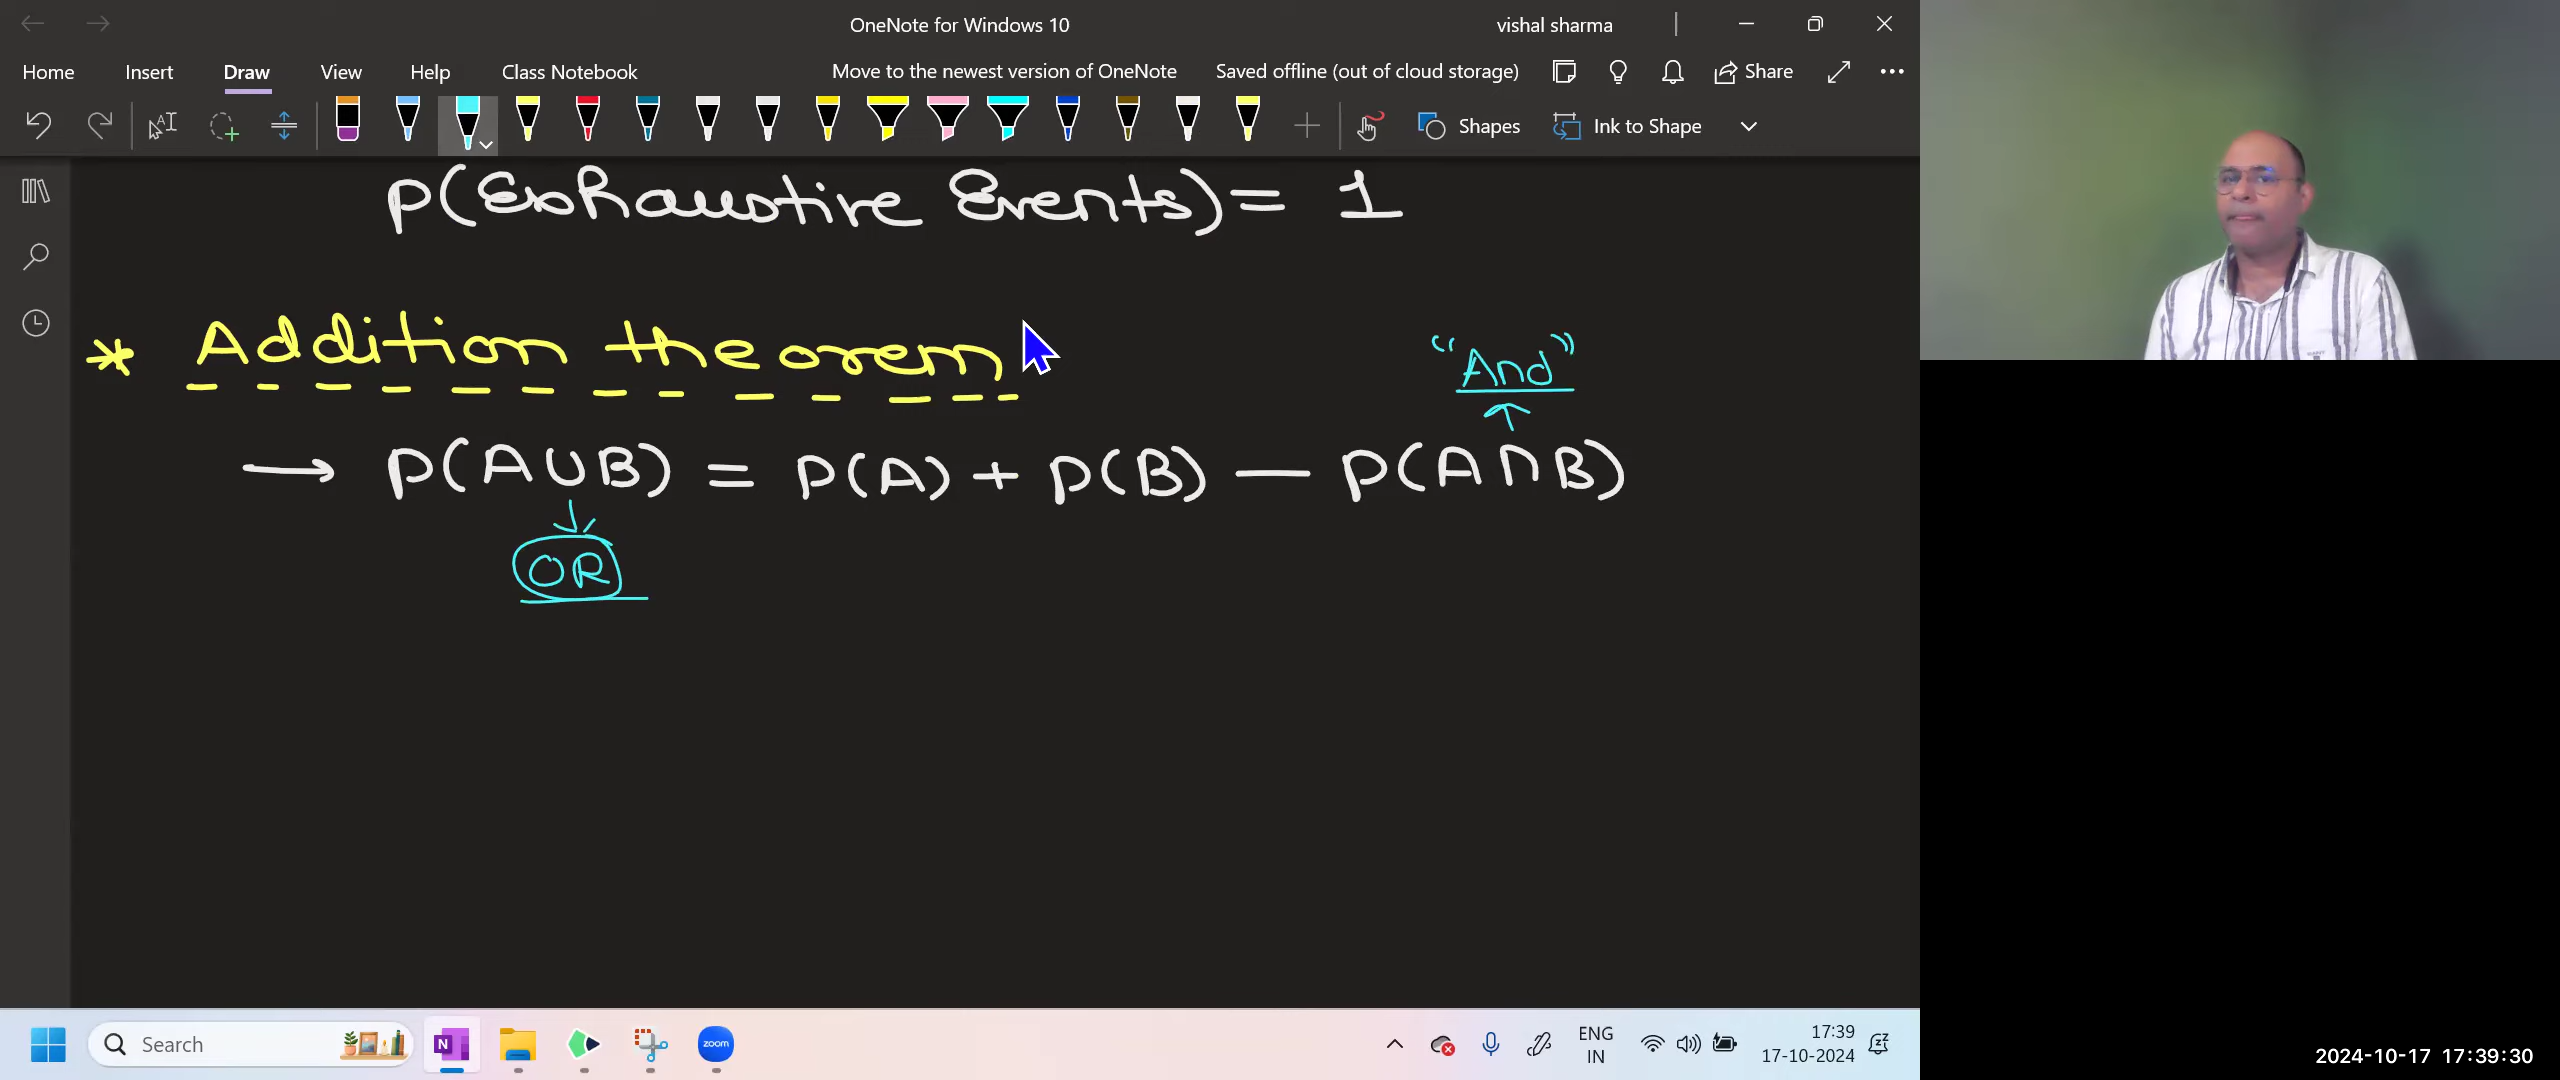 OneNote for Windows 10
vishal sharma
Home Insert Draw View Help Class Notebook
Move to the newest version of OneNote Saved offline (out of cloud storage) Share
Shapes Ink to Shape
P(Exhaustive Events) = 1
* Addition theorem
"And"
→ P(A∪B) = P(A) + P(B) — P(A∩B)
OR
Search
zoom
ENG
IN
17:39
17-10-2024
2024-10-17 17:39:30